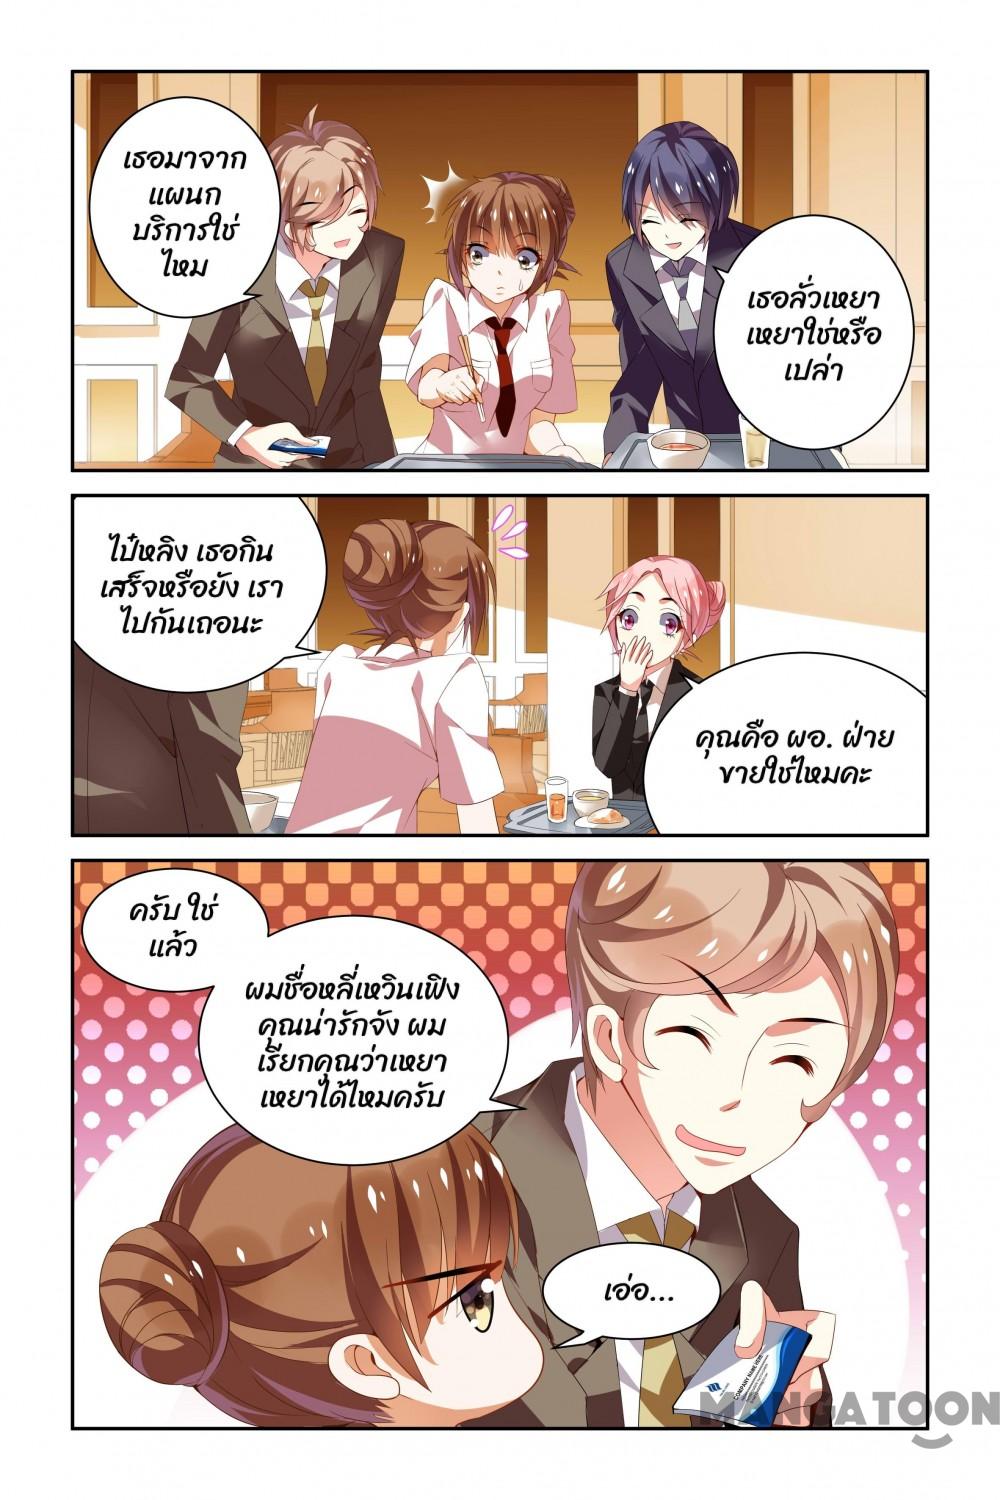 เธอมาจาก
แผนก
บริการใช่
ไหม
เธอลั่วเหยา
เหยาใช่หรือ
เปล่า
ไป๋หลิง เธอกิน
เสร็จหรือยัง เรา
ไปกันเถอนะ
คุณคือ ผอ. ฝ่าย
ขายใช่ไหมคะ
ครับ ใช่
แล้ว
ผมชื่อหลี่เหวินเฟิง
คุณน่ารักจัง ผม
เรียกคุณว่าเหยา
เหยาได้ไหมครับ
เอ่อ...
COMPANY NAME HERE
MANGATOON